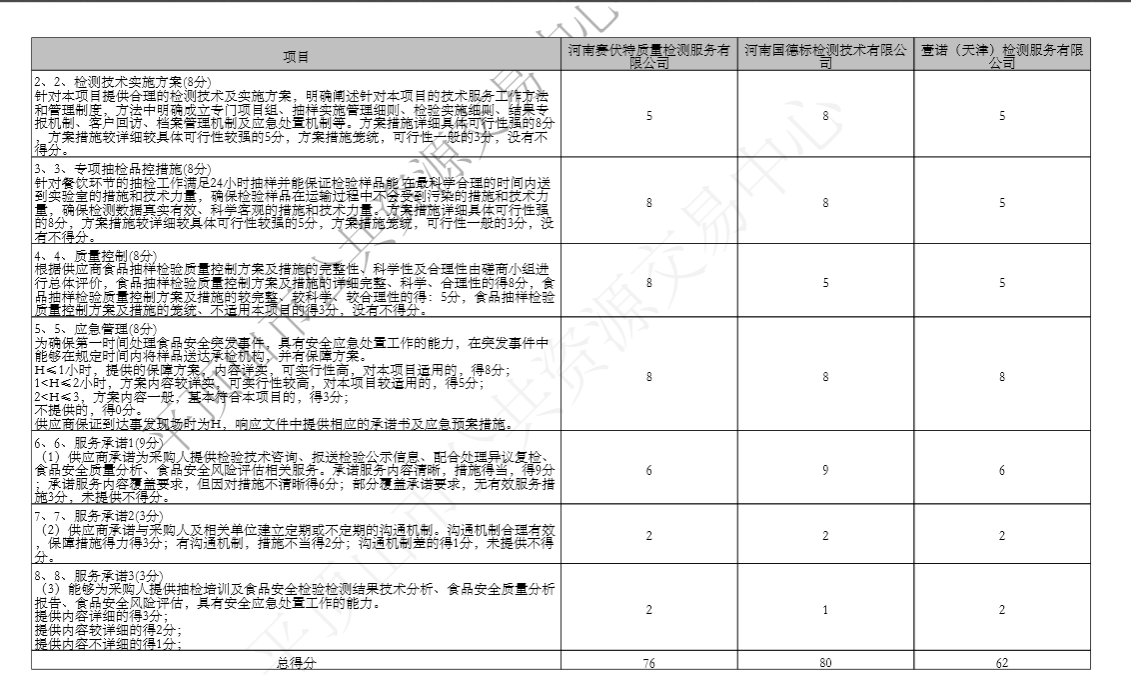 项目
河南赛伏特质量检测服务有
限公司
河南国德标检测技术有限公
司
壹诺（天津）检测服务有限
公司
2、2、检测技术实施方案(8分)
针对本项目提供合理的检测技术及实施方案，明确阐述针对本项目的技术服务工作方法
和管理制度、方法中明确成立专门项目组、抽样实施管理细则、检验实施细则、结果专
报机制、客户回访、档案管理机制及应急处置机制等。方案措施详细具体可行性强的8分
，方案措施较详细较具体可行性较强的5分，方案措施笼统，可行性一般的3分，没有不
得分。
5
8
5
3、3、专项抽检品控措施(8分)
针对餐饮环节的抽检工作满足24小时抽样并能保证检验样品能 在最科学合理的时间内送
到实验室的措施和技术力量，确保检验样品在运输过程中不会受到污染的措施和技术力
量，确保检测数据真实有效、科学客观的措施和技术力量。方案措施详细具体可行性强
的8分，方案措施较详细较具体可行性较强的5分，方案措施笼统，可行性一般的3分，没
有不得分。
8
8
5
4、4、质量控制(8分)
根据供应商食品抽样检验质量控制方案及措施的完整性、科学性及合理性由磋商小组进
行总体评价，食品抽样检验质量控制方案及措施的详细完整、科学、合理性的得8分，食
品抽样检验质量控制方案及措施的较完整、较科学、较合理性的得：5分，食品抽样检验
质量控制方案及措施的笼统、不适用本项目的得3分，没有不得分。
8
5
5
5、5、应急管理(8分)
为确保第一时间处理食品安全突发事件，具有安全应急处置工作的能力，在突发事件中
能够在规定时间内将样品送达承检机构，并有保障方案。
H≤1小时，提供的保障方案，内容详实，可实行性高，对本项目适用的，得8分；
1<H≤2小时，方案内容较详实，可实行性较高，对本项目较适用的，得5分；
2<H≤3，方案内容一般，基本符合本项目的，得3分；
不提供的，得0分。
供应商保证到达事发现场时为H，响应文件中提供相应的承诺书及应急预案措施。
8
8
8
6、6、服务承诺1(9分)
（1）供应商承诺为采购人提供检验技术咨询、报送检验公示信息、配合处理异议复检、
食品安全质量分析、食品安全风险评估相关服务。承诺服务内容清晰，措施得当，得9分
；承诺服务内容覆盖要求，但因对措施不清晰得6分；部分覆盖承诺要求，无有效服务措
施3分，未提供不得分。
6
9
6
7、7、服务承诺2(3分)
（2）供应商承诺与采购人及相关单位建立定期或不定期的沟通机制。沟通机制合理有效
，保障措施得力得3分；有沟通机制，措施不当得2分；沟通机制差的得1分，未提供不得
分。
2
2
2
8、8、服务承诺3(3分)
（3）能够为采购人提供抽检培训及食品安全检验检测结果技术分析、食品安全质量分析
报告、食品安全风险评估，具有安全应急处置工作的能力。
提供内容详细的得3分；
提供内容较详细的得2分；
提供内容不详细的得1分；
2
1
2
总得分
76
80
62
平顶山市公共资源交易中心
平顶山市公共资源交易中心